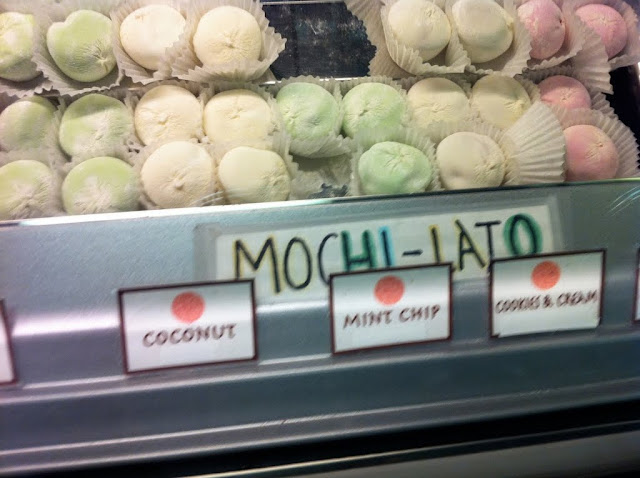 MOCHI-LATO
COCONUT
MINT CHIP
COOKIES & CREAM